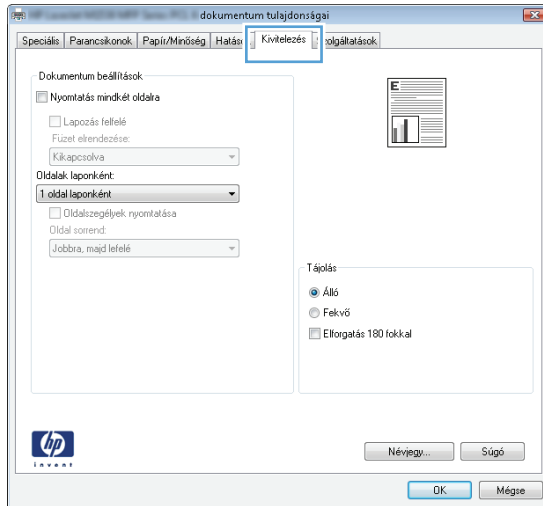 dokumentum tulajdonságai
Speciális Parancsikonok Papír/Minőség Kivitelezés
Dokumentum beállítások
Nyomtatás mindkét oldalra
Lapozás felfelé
Füzet elrendezése:
Kikapcsolva
Oldalak laponként:
1 oldal laponként
Oldalszegélyek nyomtatása
Oldal sorrend:
Jobbra, majd lefelé
E
Tájolás
Álló
Fekvő
Elforgatás 180 fokkal
hp
invent
Névjegy... Súgó
OK Mégse